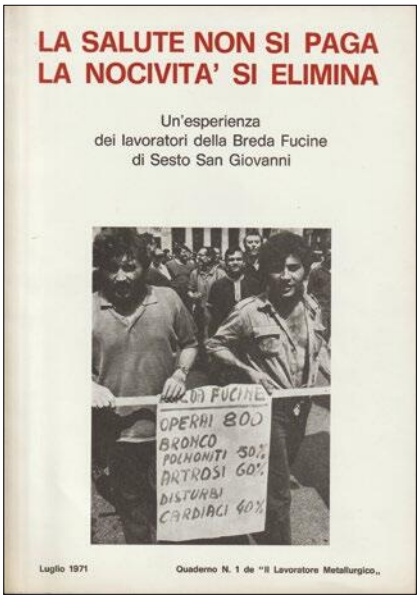 LA SALUTE NON SI PAGA
LA NOCIVITA' SI ELIMINA
Un'esperienza
dei lavoratori della Breda Fucine
di Sesto San Giovanni
FUCINE
OPERAI 800
BRONCO
POLMONITI 50%
ARTROSI 60%
DISTURBI
CARDIACI 40%
Luglio 1971
Quaderno N. 1 de "Il Lavoratore Metallurgico„